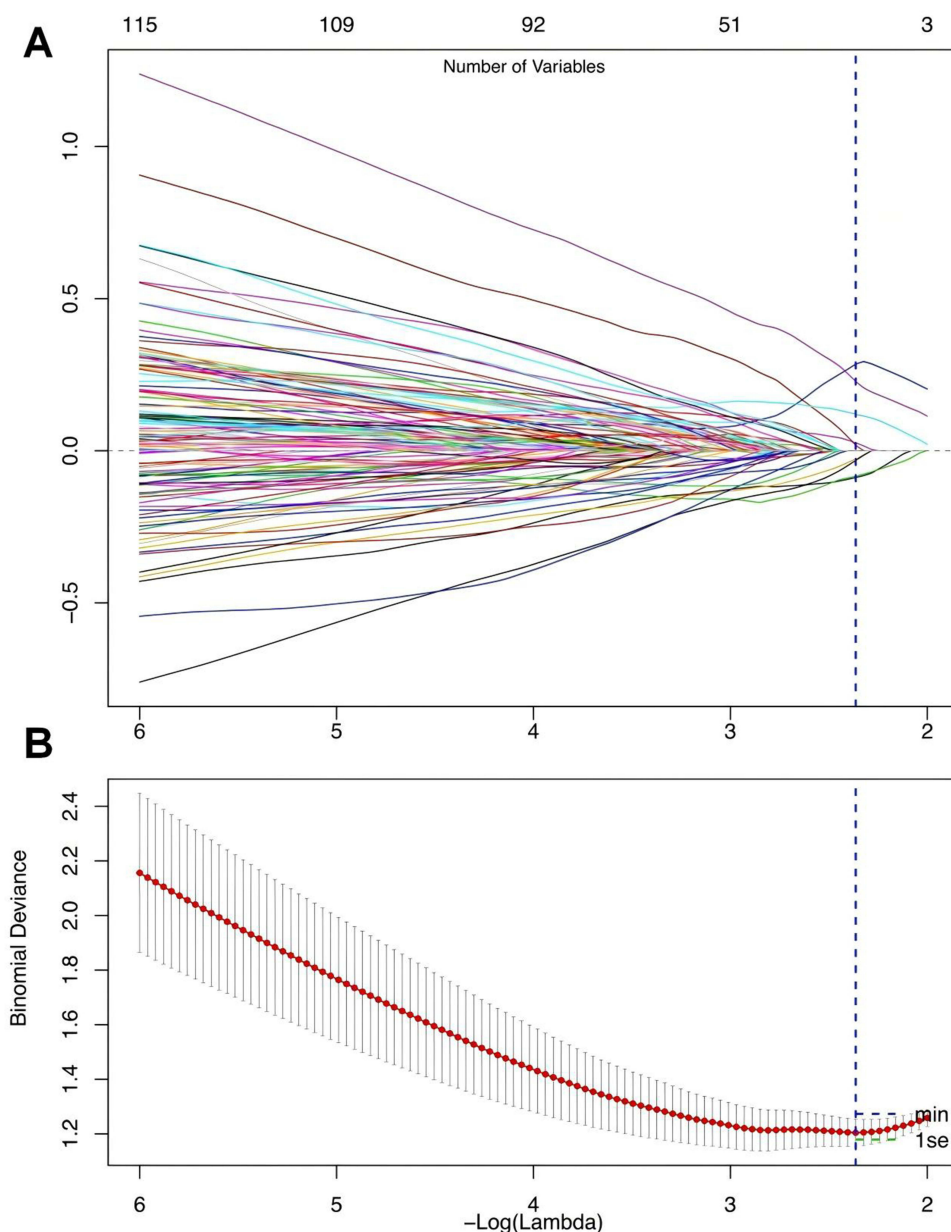 A
115 109 92 51 3
Number of Variables
1.0
0.5
0.0
−0.5
6 5 4 3 2
B
2.4
2.2
2.0
1.8
1.6
1.4
1.2
Binomial Deviance
min
1se
6 5 4 3 2
−Log(Lambda)